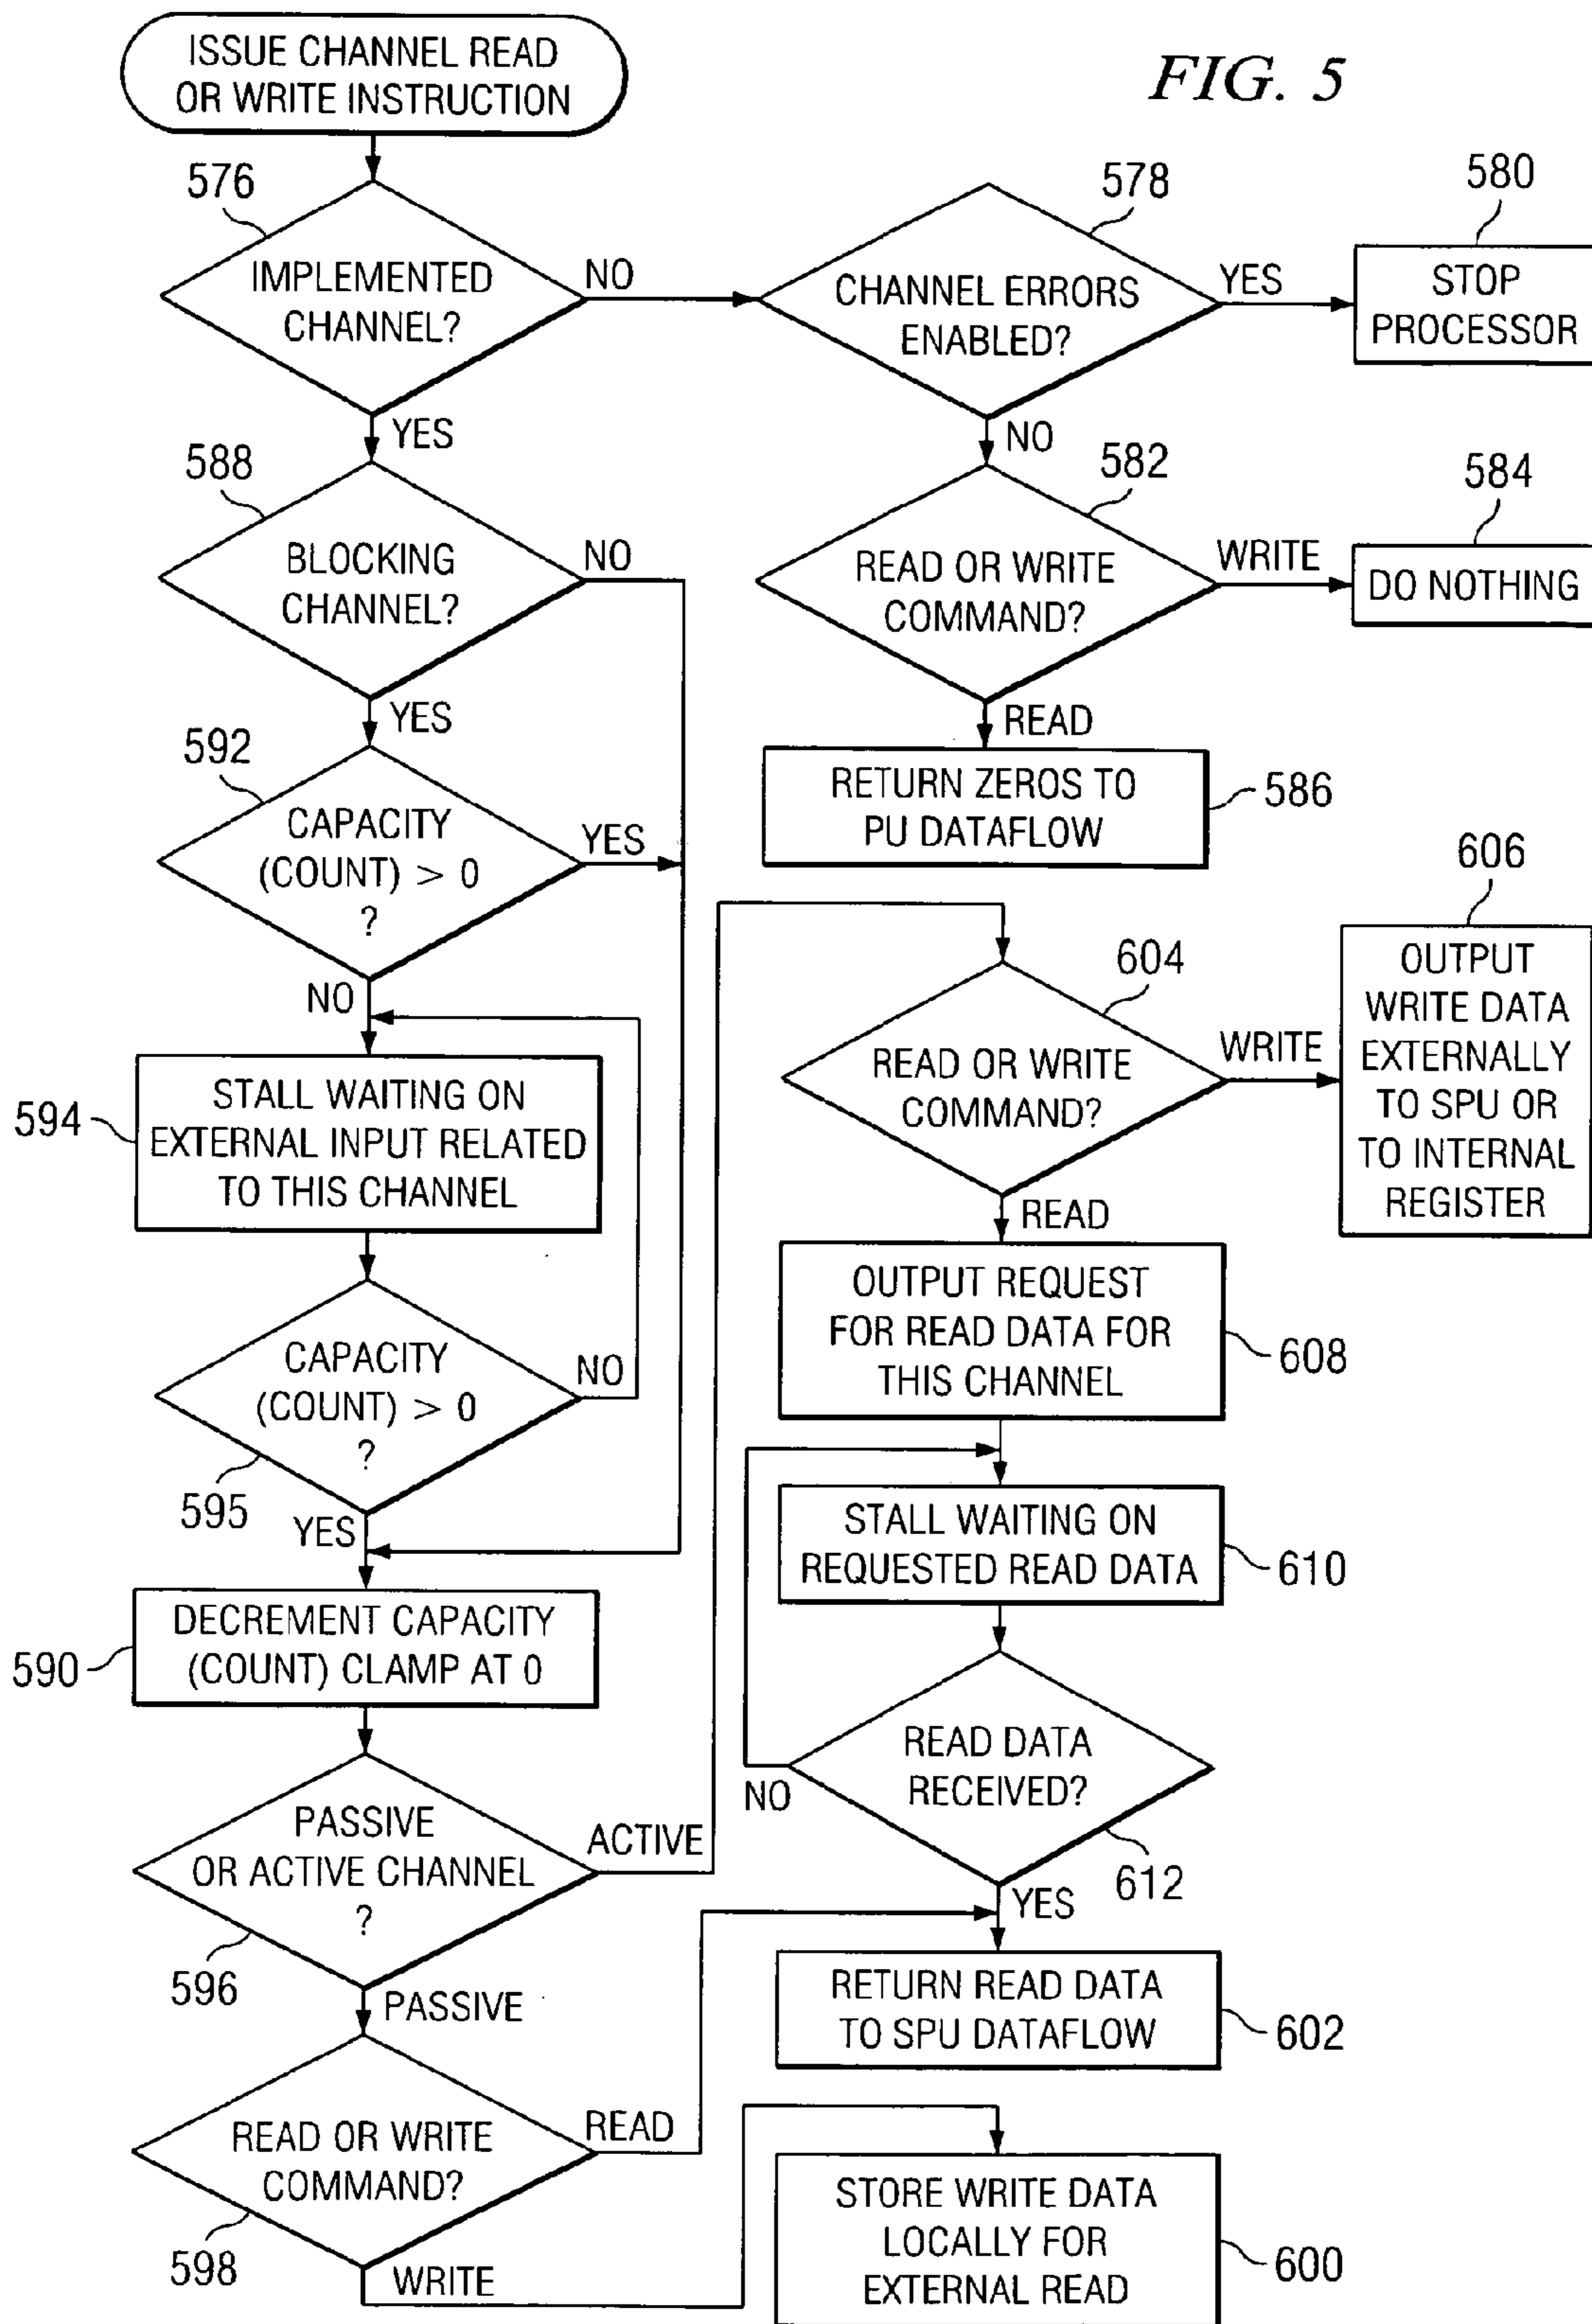 FIG. 5
ISSUE CHANNEL READ
OR WRITE INSTRUCTION
576
IMPLEMENTED
CHANNEL?
NO
YES
578
CHANNEL ERRORS
ENABLED?
YES
NO
580
STOP
PROCESSOR
588
BLOCKING
CHANNEL?
NO
YES
582
READ OR WRITE
COMMAND?
WRITE
READ
584
DO NOTHING
RETURN ZEROS TO
PU DATAFLOW
586
592
CAPACITY
(COUNT) > 0
?
YES
NO
594
STALL WAITING ON
EXTERNAL INPUT RELATED
TO THIS CHANNEL
CAPACITY
(COUNT) > 0
?
NO
595
YES
590
DECREMENT CAPACITY
(COUNT) CLAMP AT 0
PASSIVE
OR ACTIVE CHANNEL
?
ACTIVE
596
PASSIVE
READ OR WRITE
COMMAND?
READ
598
WRITE
604
READ OR WRITE
COMMAND?
WRITE
READ
606
OUTPUT
WRITE DATA
EXTERNALLY
TO SPU OR
TO INTERNAL
REGISTER
OUTPUT REQUEST
FOR READ DATA FOR
THIS CHANNEL
608
STALL WAITING ON
REQUESTED READ DATA
610
READ DATA
RECEIVED?
NO
612
YES
RETURN READ DATA
TO SPU DATAFLOW
602
STORE WRITE DATA
LOCALLY FOR
EXTERNAL READ
600